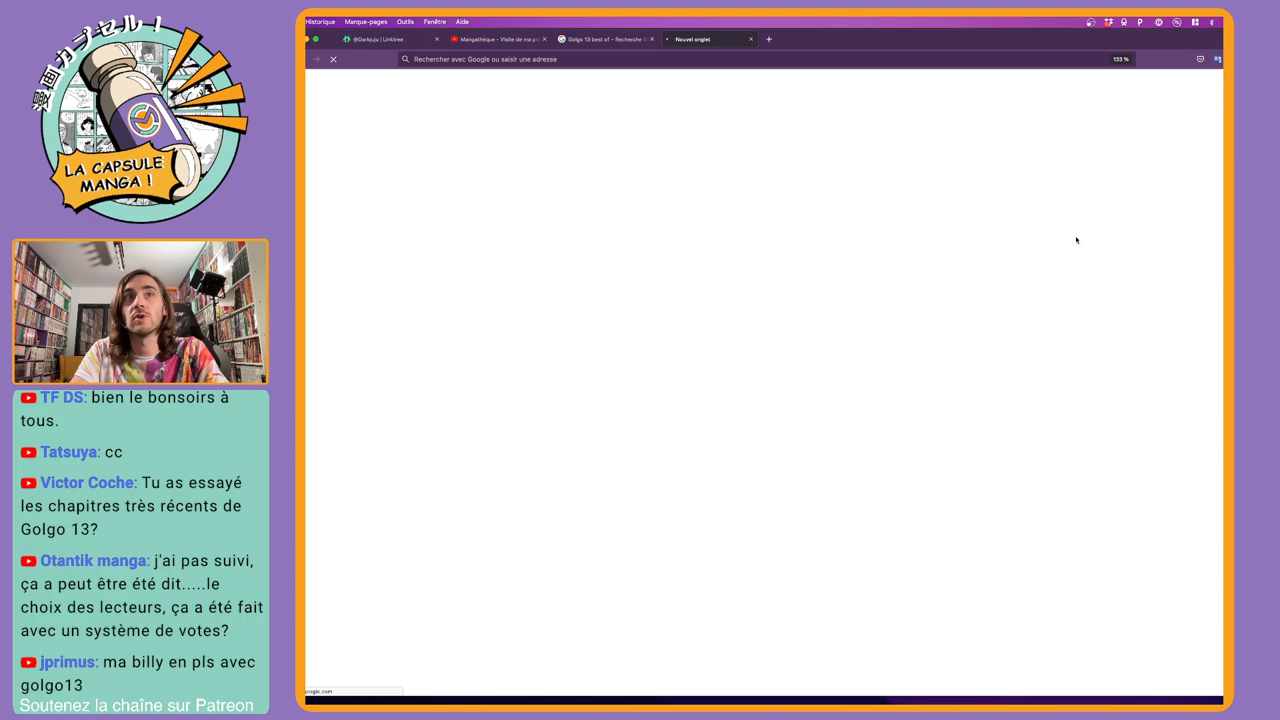 漫画カプセル！
LA CAPSULE
MANGA !
Historique Marque-pages Outils Fenêtre Aide
@Darkjuju | Linktree
Mangathèque - Visite de ma pi
Golgo 13 best of – Recherche G
Nouvel onglet
Rechercher avec Google ou saisir une adresse
133 %
TF DS: bien le bonsoirs à
tous.
Tatsuya: cc
Victor Coche: Tu as essayé
les chapitres très récents de
Golgo 13?
Otantik manga: j'ai pas suivi,
ça a peut être été dit.....le
choix des lecteurs, ça a été fait
avec un système de votes?
jprimus: ma billy en pls avec
golgo13
Soutenez la chaîne sur Patreon
google.com